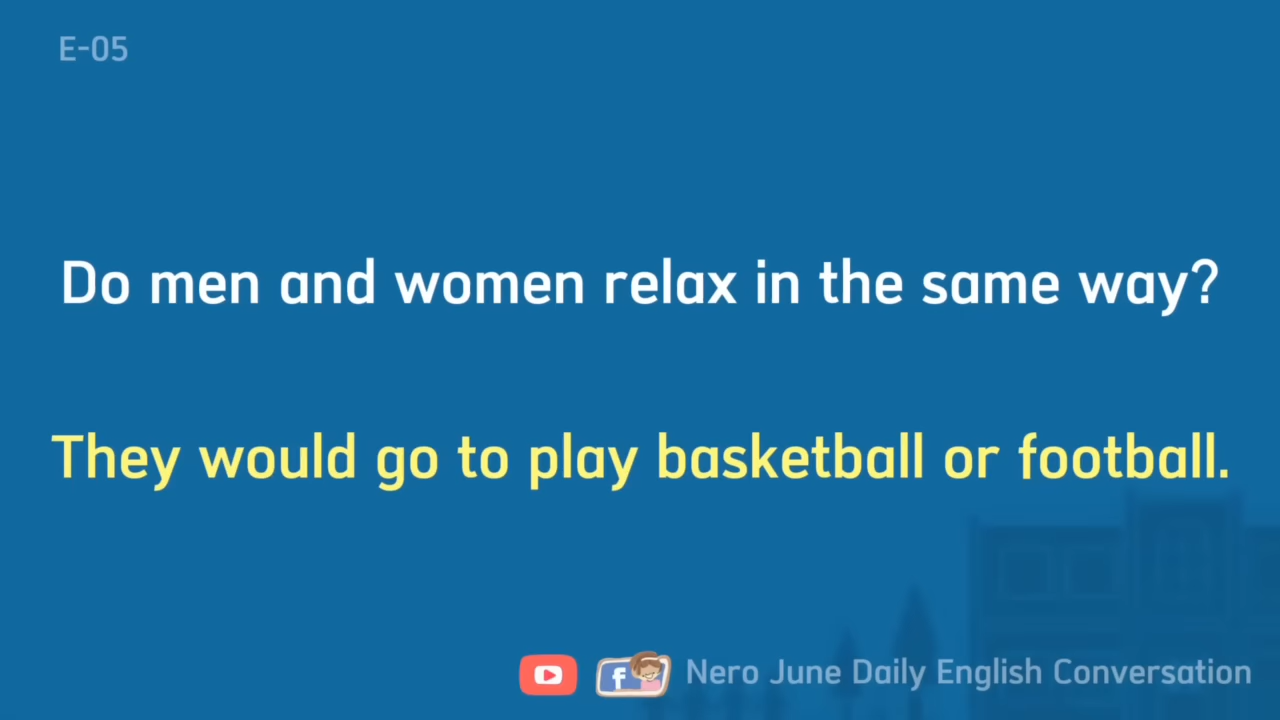 E-05
Do men and women relax in the same way?
They would go to play basketball or football.
f
Nero June Daily English Conversation